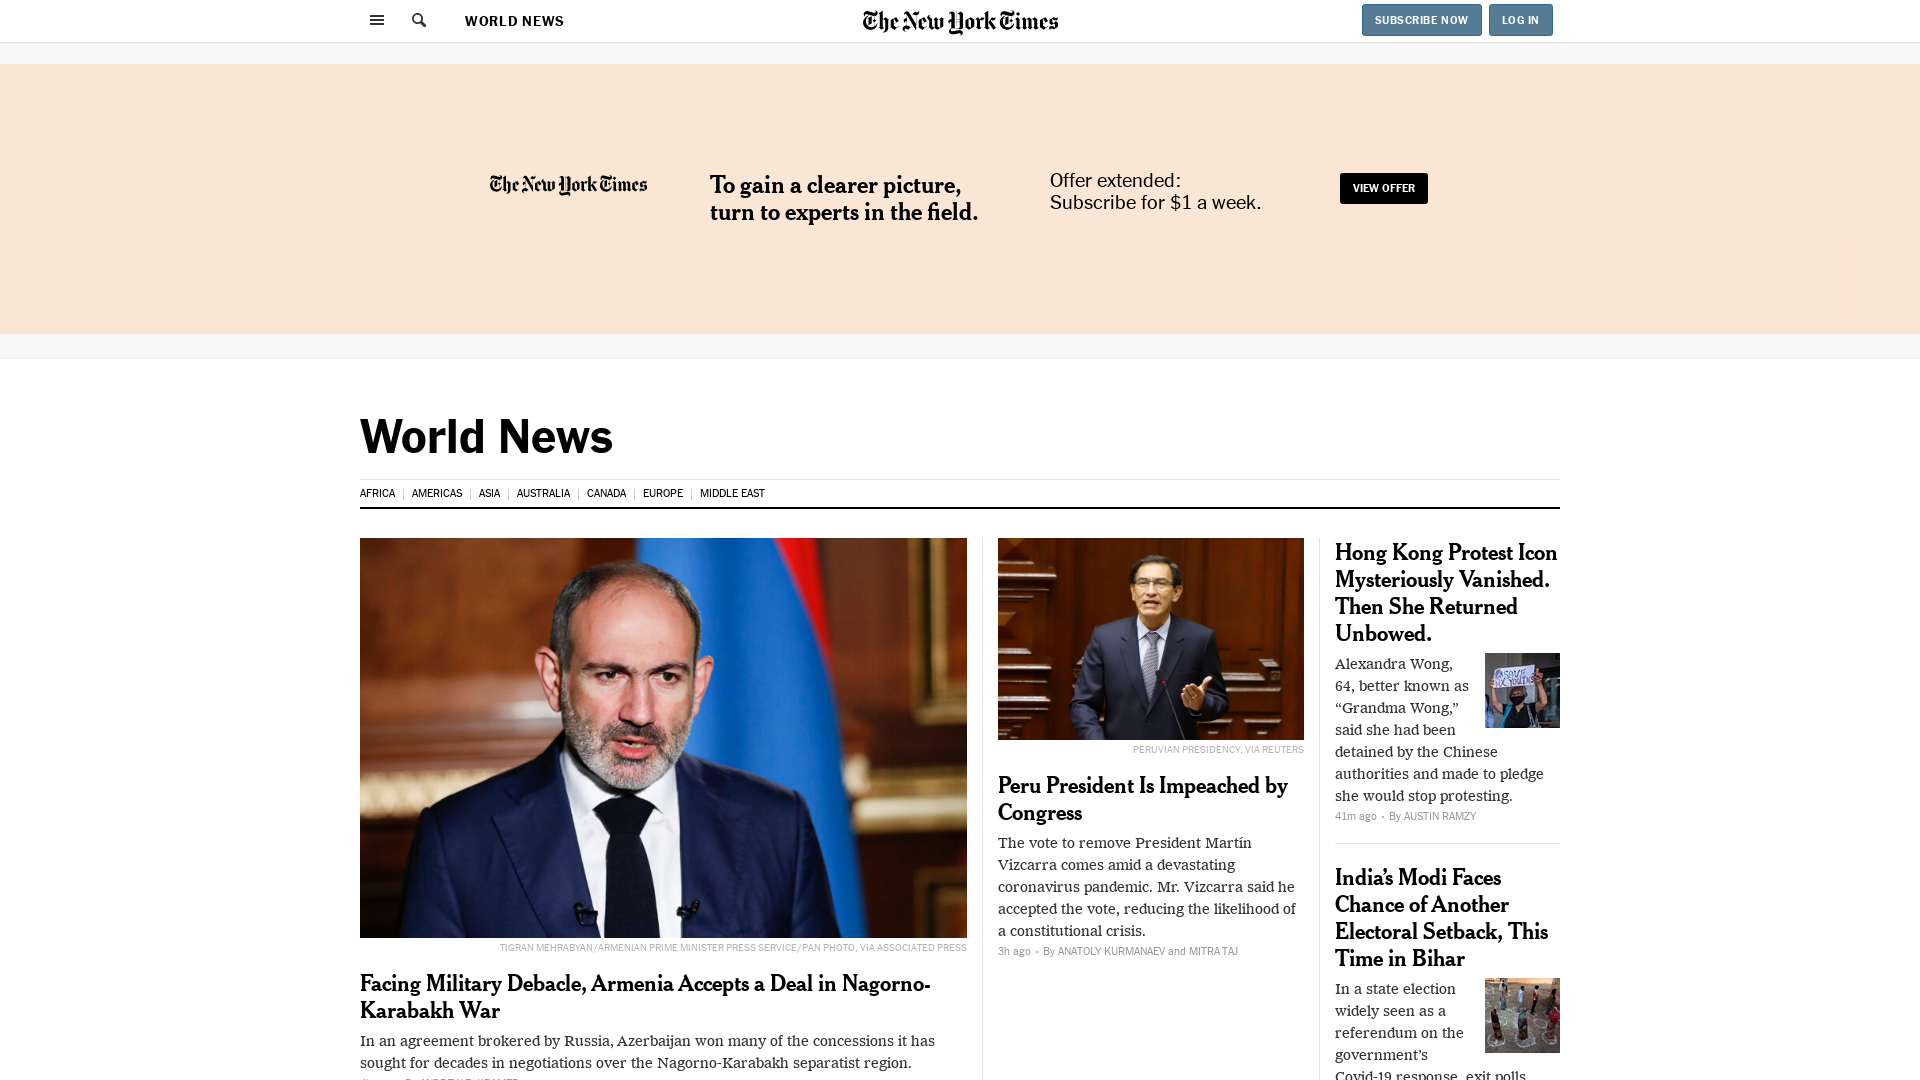 WORLD NEWS
The New York Times
SUBSCRIBE NOW
LOG IN
The New York Times
To gain a clearer picture,
turn to experts in the field.
Offer extended:
Subscribe for $1 a week.
VIEW OFFER
World News
AFRICA
AMERICAS
ASIA
AUSTRALIA
CANADA
EUROPE
MIDDLE EAST
TIGRAN MEHRABYAN/ARMENIAN PRIME MINISTER PRESS SERVICE/PAN PHOTO, VIA ASSOCIATED PRESS
Facing Military Debacle, Armenia Accepts a Deal in Nagorno-
Karabakh War
In an agreement brokered by Russia, Azerbaijan won many of the concessions it has
sought for decades in negotiations over the Nagorno-Karabakh separatist region.
PERUVIAN PRESIDENCY, VIA REUTERS
Peru President Is Impeached by
Congress
The vote to remove President Martín
Vizcarra comes amid a devastating
coronavirus pandemic. Mr. Vizcarra said he
accepted the vote, reducing the likelihood of
a constitutional crisis.
3h ago • By ANATOLY KURMANAEV and MITRA TAJ
Hong Kong Protest Icon
Mysteriously Vanished.
Then She Returned
Unbowed.
Alexandra Wong,
64, better known as
“Grandma Wong,”
said she had been
detained by the Chinese
authorities and made to pledge
she would stop protesting.
41m ago • By AUSTIN RAMZY
India’s Modi Faces
Chance of Another
Electoral Setback, This
Time in Bihar
In a state election
widely seen as a
referendum on the
government’s
Covid-19 response, exit polls